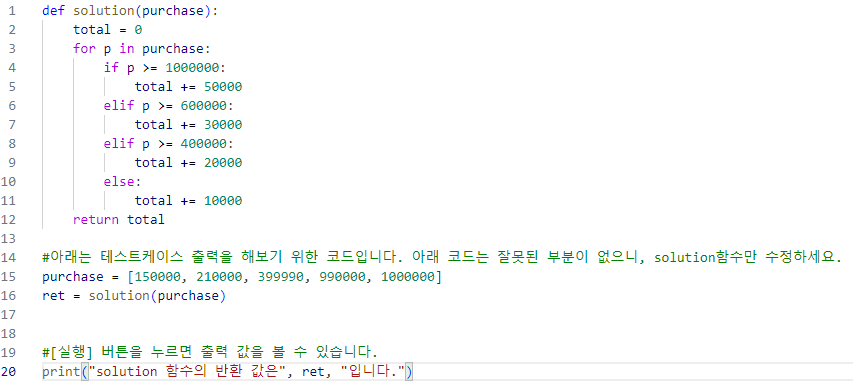 1 def solution(purchase):
2     total = 0
3     for p in purchase:
4         if p >= 1000000:
5             total += 50000
6         elif p >= 600000:
7             total += 30000
8         elif p >= 400000:
9             total += 20000
10         else:
11             total += 10000
12     return total
13
14 #아래는 테스트케이스 출력을 해보기 위한 코드입니다. 아래 코드는 잘못된 부분이 없으니, solution함수만 수정하세요.
15 purchase = [150000, 210000, 399990, 990000, 1000000]
16 ret = solution(purchase)
17
18
19 #[실행] 버튼을 누르면 출력 값을 볼 수 있습니다.
20 print("solution 함수의 반환 값은", ret, "입니다.")